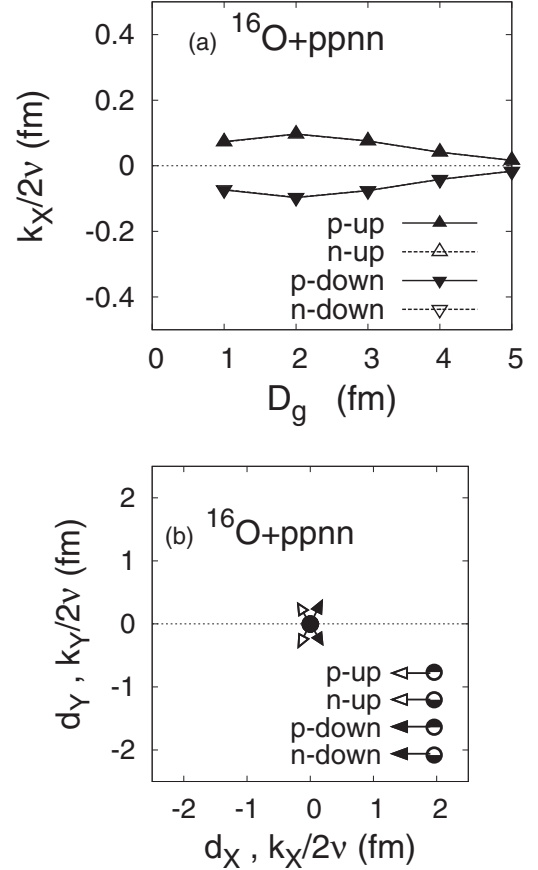 (a) ¹⁶O+ppnn
k_X/2ν (fm)
0.4
0.2
0
-0.2
-0.4
p-up
n-up
p-down
n-down
0 1 2 3 4 5
D_g (fm)
(b) ¹⁶O+ppnn
d_Y , k_Y/2ν (fm)
2
1
0
-1
-2
p-up
n-up
p-down
n-down
-2 -1 0 1 2
d_X , k_X/2ν (fm)